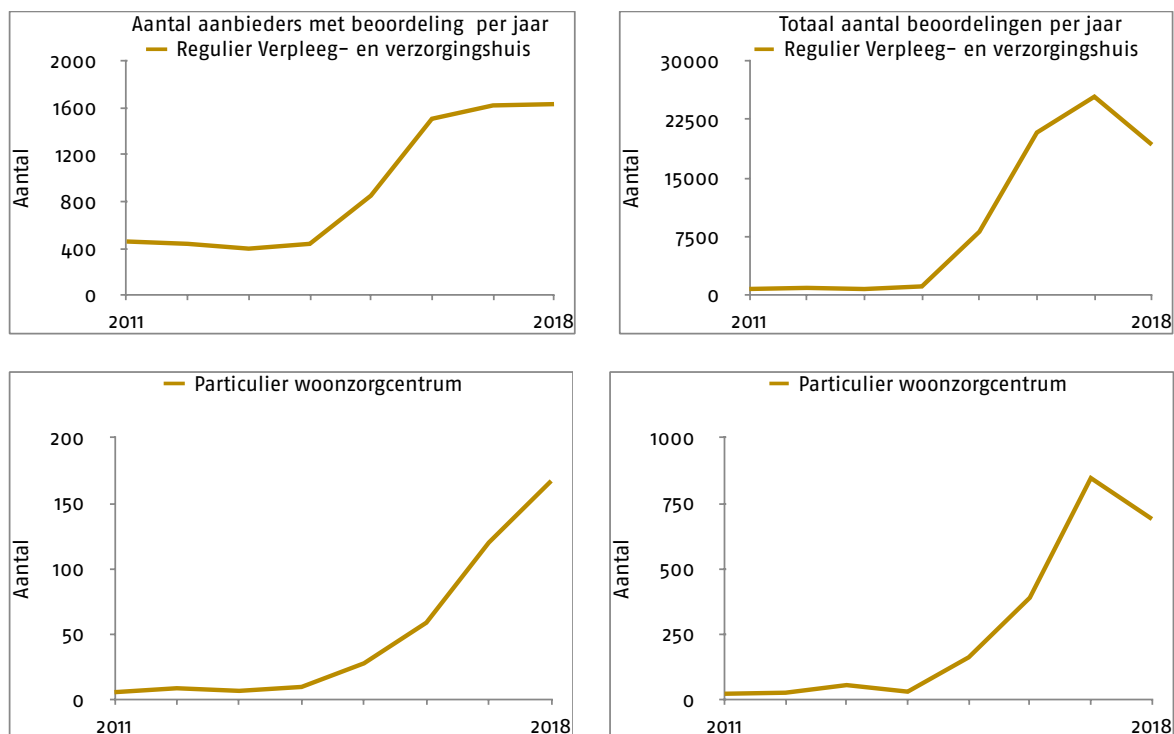 Aantal aanbieders met beoordeling per jaar
Regulier Verpleeg- en verzorgingshuis
2000
1600
1200
800
400
0
Aantal
2011
2018
Totaal aantal beoordelingen per jaar
Regulier Verpleeg- en verzorgingshuis
30000
22500
15000
7500
0
Aantal
2011
2018
Particulier woonzorgcentrum
200
150
100
50
0
Aantal
2011
2018
Particulier woonzorgcentrum
1000
750
500
250
0
Aantal
2011
2018